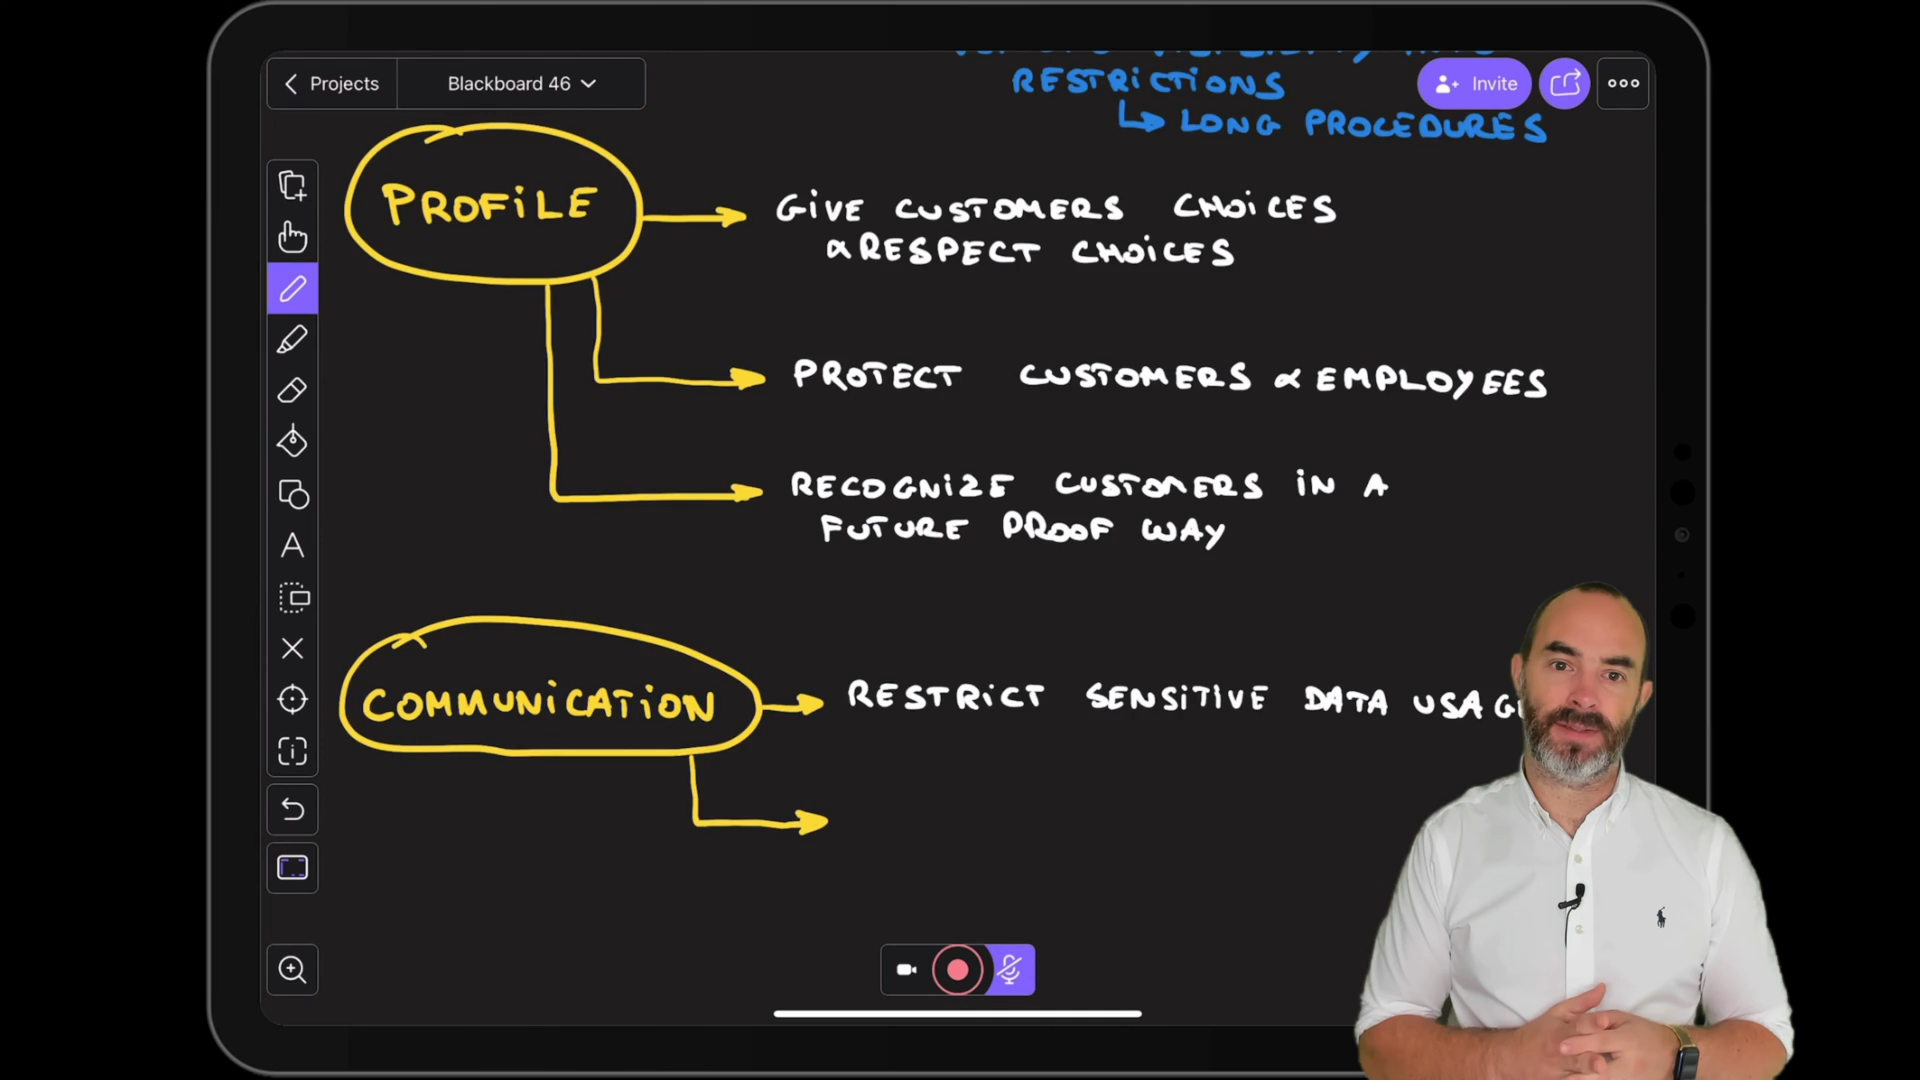 Projects
Blackboard 46
Invite
RESTRICTIONS
LONG PROCEDURES
PROFILE
GIVE CUSTOMERS CHOICES
& RESPECT CHOICES
PROTECT CUSTOMERS & EMPLOYEES
RECOGNIZE CUSTOMERS IN A
FUTURE PROOF WAY
COMMUNICATION
RESTRICT SENSITIVE DATA
A